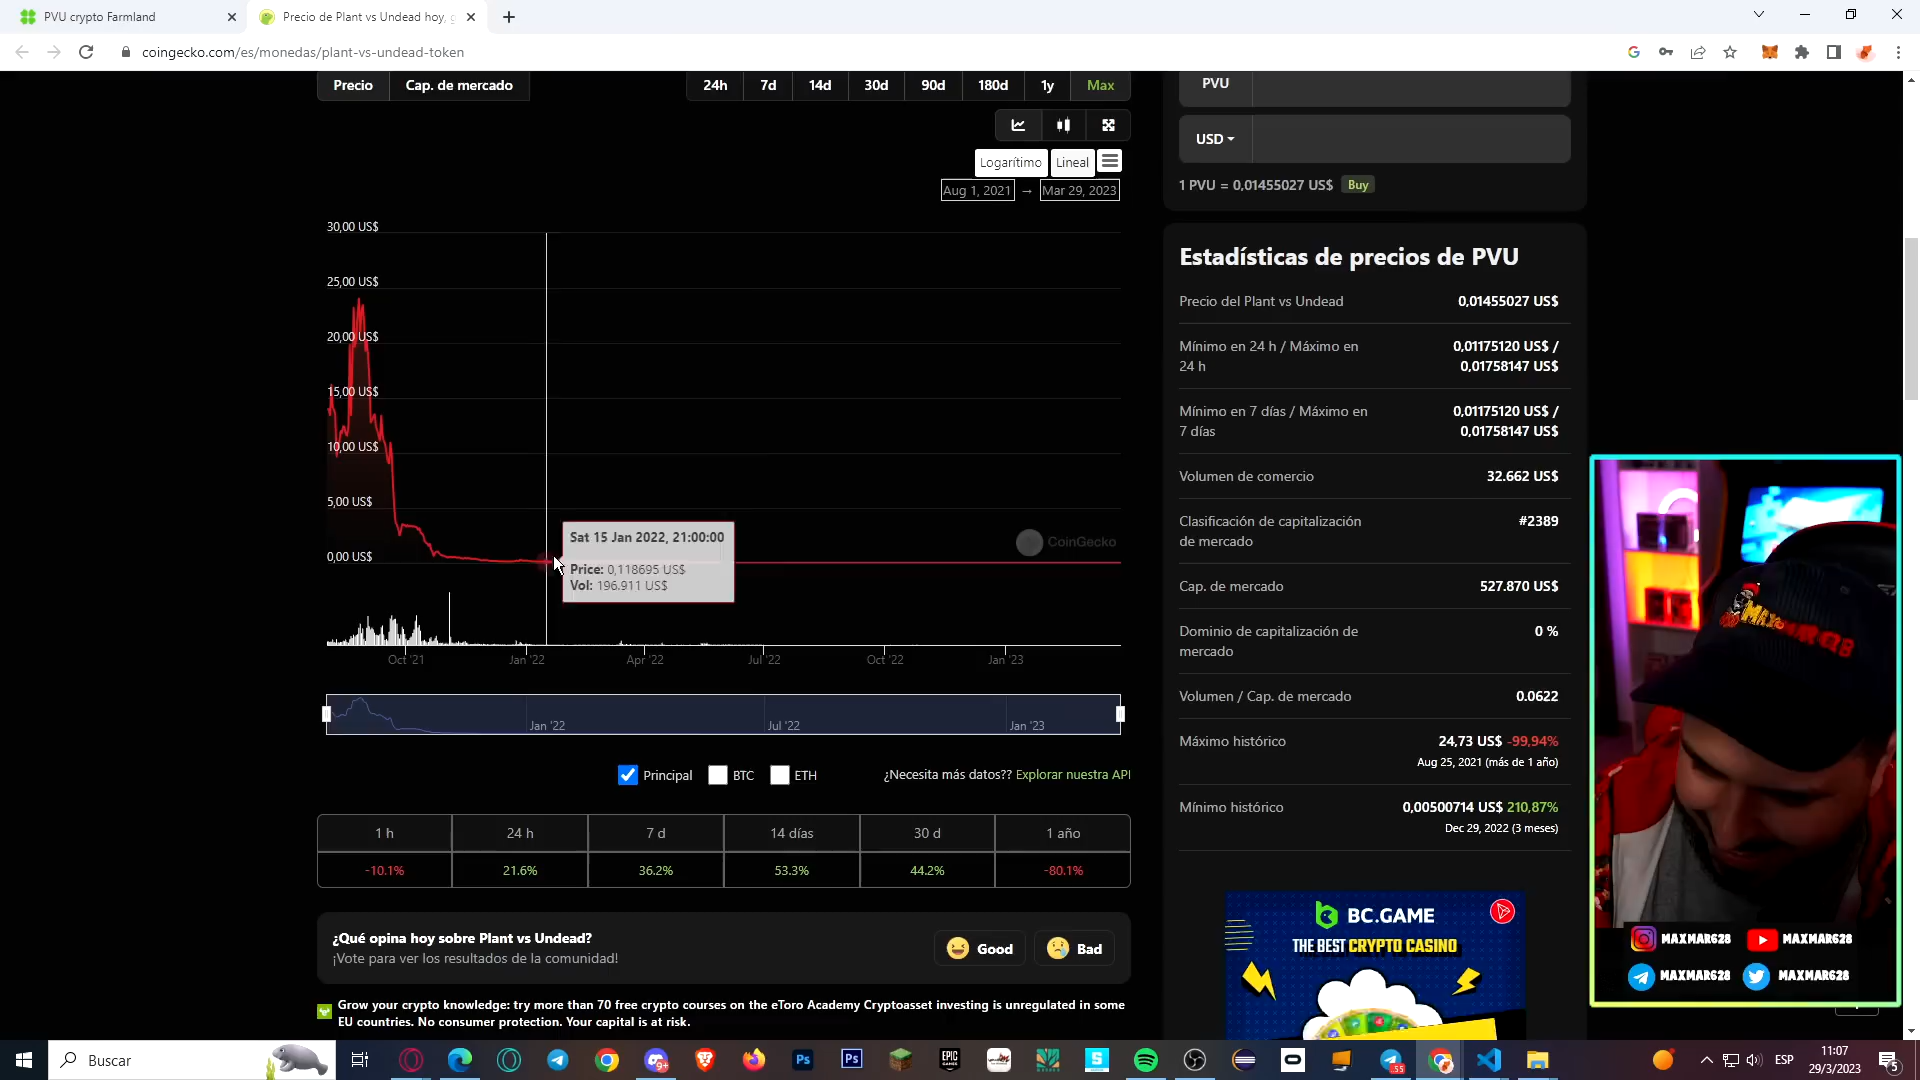 PVU crypto Farmland
Precio de Plant vs Undead hoy, g
coingecko.com/es/monedas/plant-vs-undead-token
Precio
Cap. de mercado
24h
7d
14d
30d
90d
180d
1y
Max
Logarítimo
Lineal
Aug 1, 2021 → Mar 29, 2023
30,00 US$
25,00 US$
20,00 US$
15,00 US$
10,00 US$
5,00 US$
0,00 US$
Sat 15 Jan 2022, 21:00:00
Price: 0,118695 US$
Vol: 196.911 US$
CoinGecko
Oct '21
Jan '22
Apr '22
Jul '22
Oct '22
Jan '23
Jan '22
Jul '22
Jan '23
Principal
BTC
ETH
¿Necesita más datos?? Explorar nuestra API
1 h
24 h
7 d
14 días
30 d
1 año
-10.1%
21.6%
36.2%
53.3%
44.2%
-80.1%
¿Qué opina hoy sobre Plant vs Undead?
¡Vote para ver los resultados de la comunidad!
Good
Bad
Grow your crypto knowledge: try more than 70 free crypto courses on the eToro Academy Cryptoasset investing is unregulated in some
EU countries. No consumer protection. Your capital is at risk.
PVU
USD
1 PVU = 0,01455027 US$
Buy
Estadísticas de precios de PVU
Precio del Plant vs Undead
0,01455027 US$
Mínimo en 24 h / Máximo en
24 h
0,01175120 US$ /
0,01758147 US$
Mínimo en 7 días / Máximo en
7 días
0,01175120 US$ /
0,01758147 US$
Volumen de comercio
32.662 US$
Clasificación de capitalización
de mercado
#2389
Cap. de mercado
527.870 US$
Dominio de capitalización de
mercado
0 %
Volumen / Cap. de mercado
0.0622
Máximo histórico
24,73 US$ -99,94%
Aug 25, 2021 (más de 1 año)
Mínimo histórico
0,00500714 US$ 210,87%
Dec 29, 2022 (3 meses)
BC.GAME
THE BEST CRYPTO CASINO
MAXMAR628
MAXMAR628
MAXMAR628
MAXMAR628
Buscar
Ps
Ps
EPIC
GAMES
9+
55
ESP
11:07
29/3/2023
5